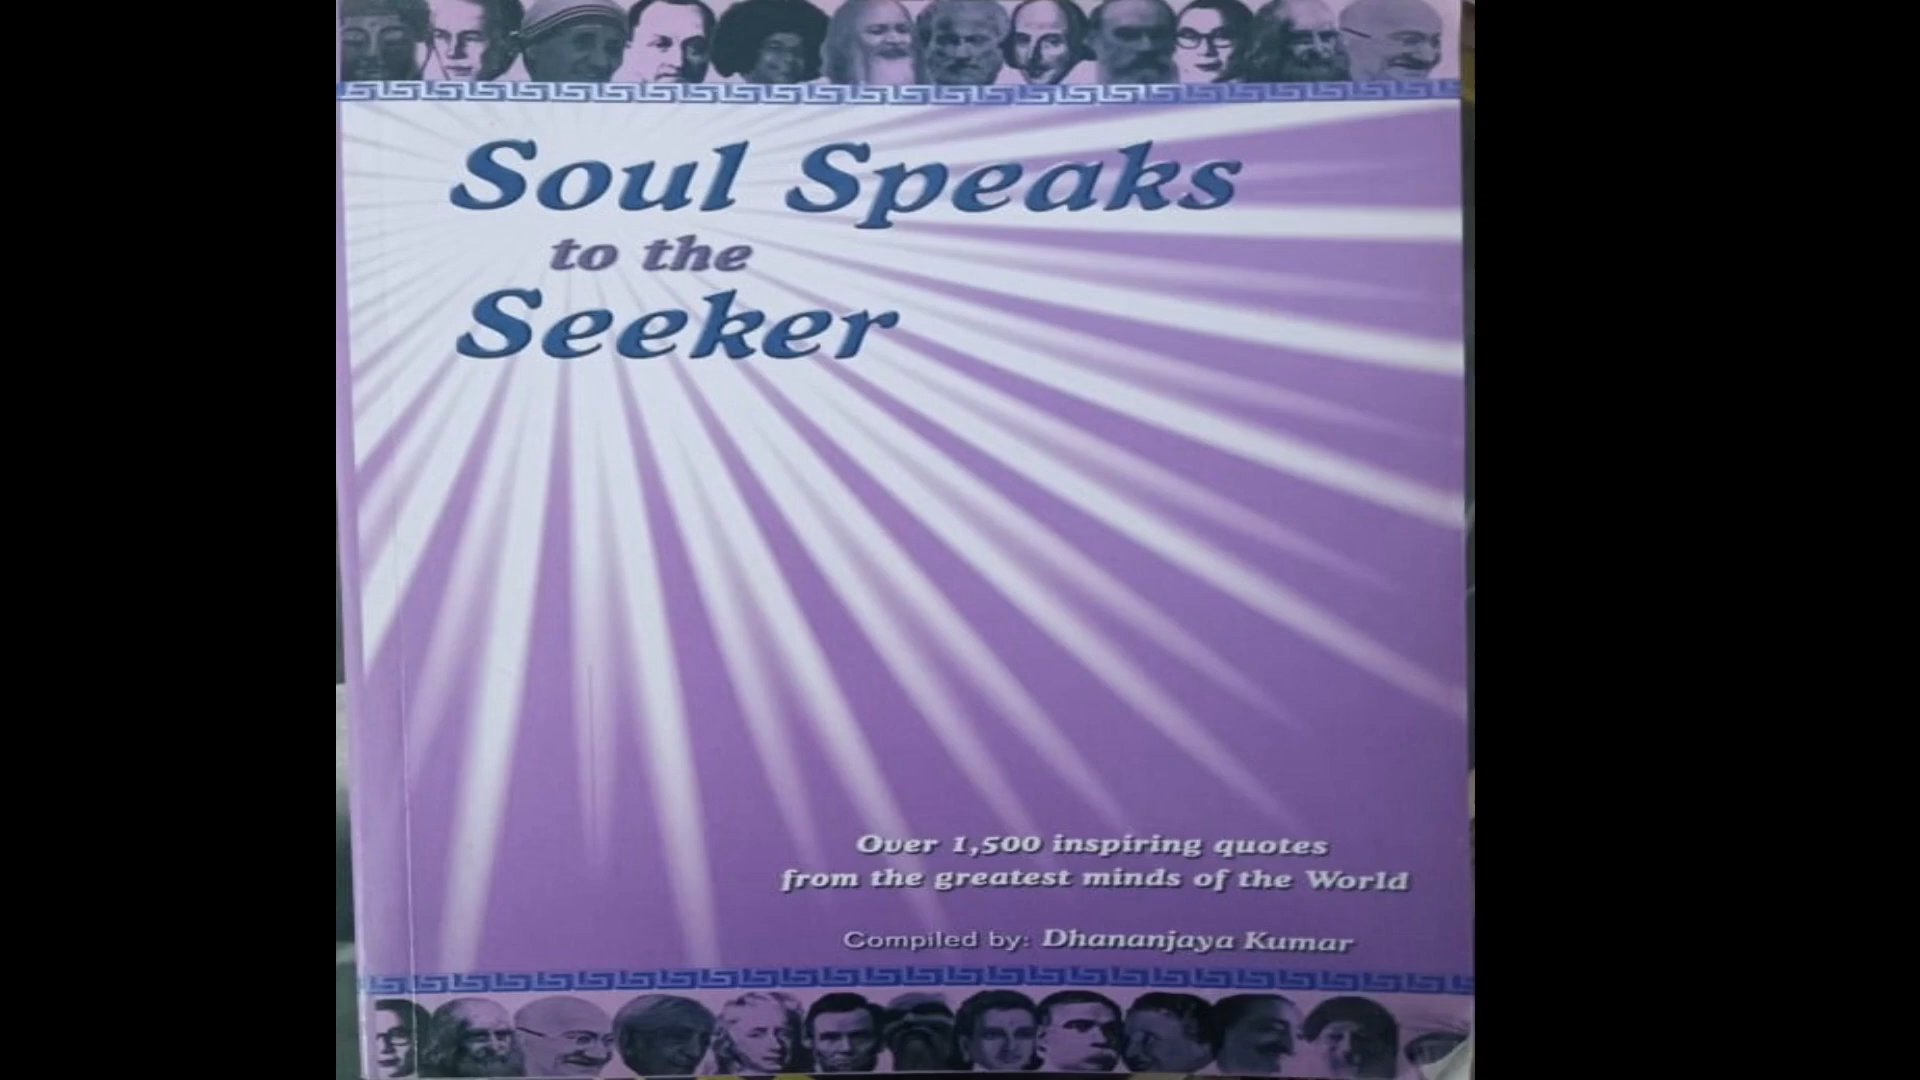 Soul Speaks
to the
Seeker
Over 1,500 inspiring quotes
from the greatest minds of the World
Compiled by: Dhananjaya Kumar